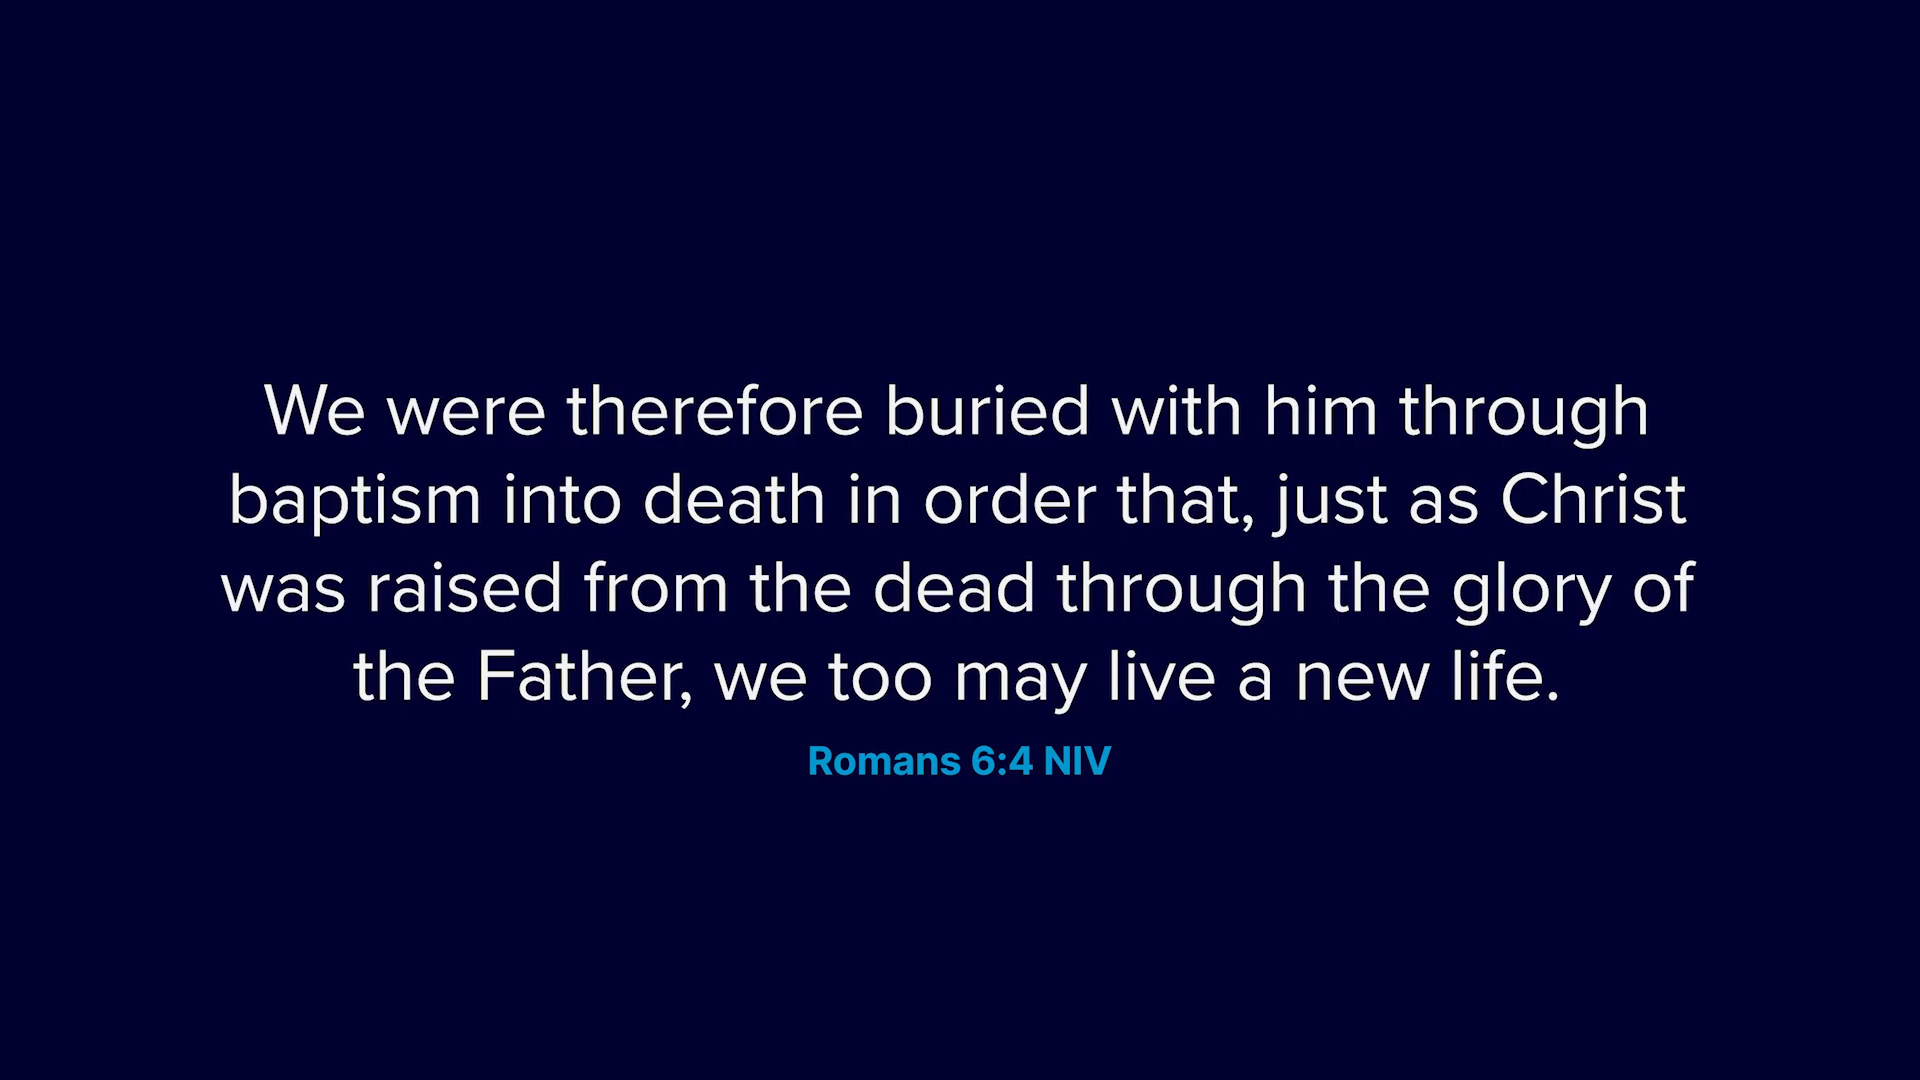 We were therefore buried with him through
baptism into death in order that, just as Christ
was raised from the dead through the glory of
the Father, we too may live a new life.
Romans 6:4 NIV